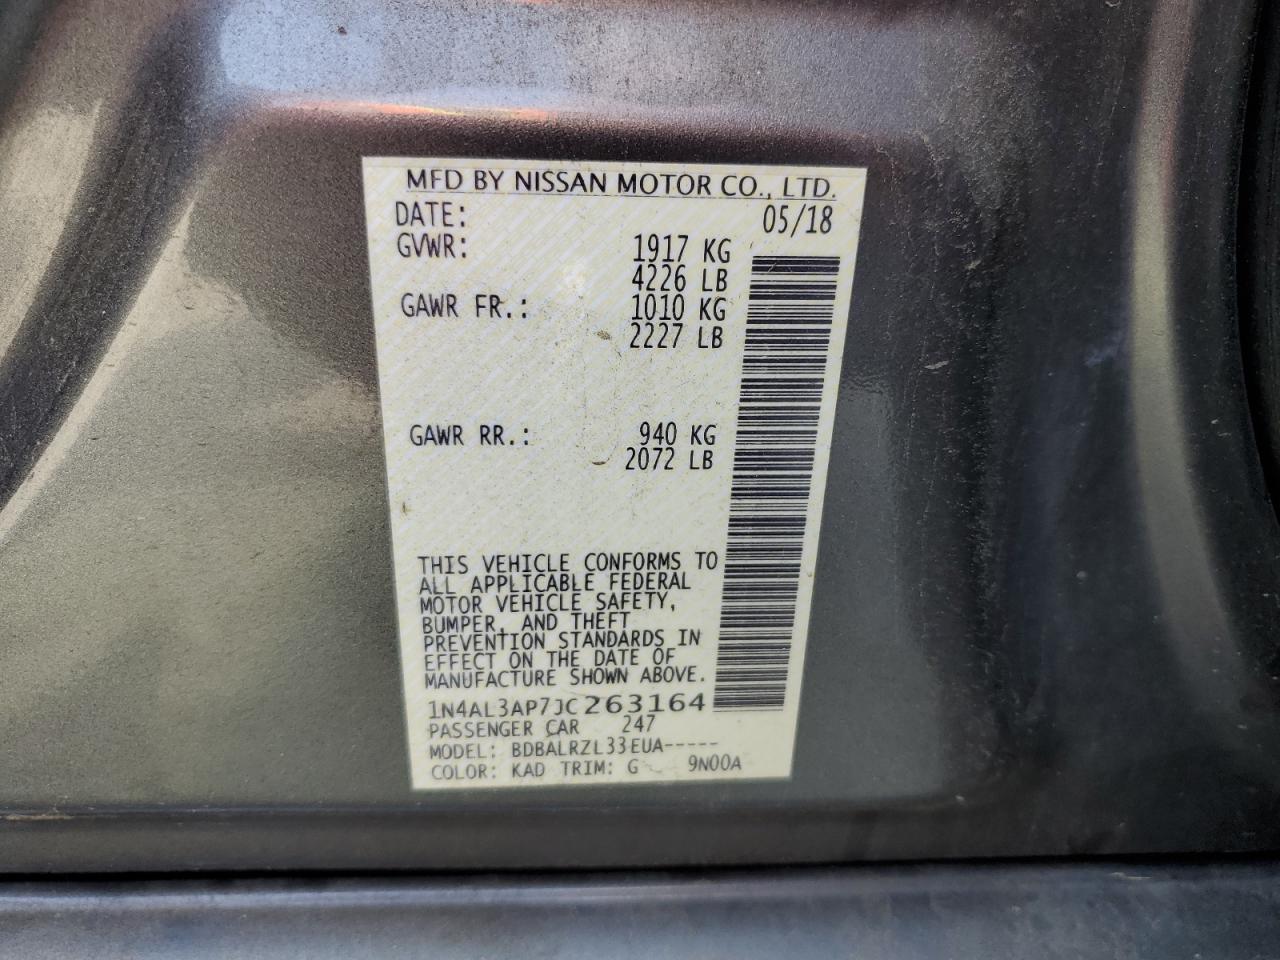 MFD BY NISSAN MOTOR CO., LTD.
DATE: 05/18
GVWR: 1917 KG
4226 LB
GAWR FR.: 1010 KG
2227 LB
GAWR RR.: 940 KG
2072 LB
THIS VEHICLE CONFORMS TO
ALL APPLICABLE FEDERAL
MOTOR VEHICLE SAFETY,
BUMPER, AND THEFT
PREVENTION STANDARDS IN
EFFECT ON THE DATE OF
MANUFACTURE SHOWN ABOVE.
1N4AL3AP7JC263164
PASSENGER CAR 247
MODEL: BDBALRZL33EUA-----
COLOR: KAD TRIM: G 9N00A